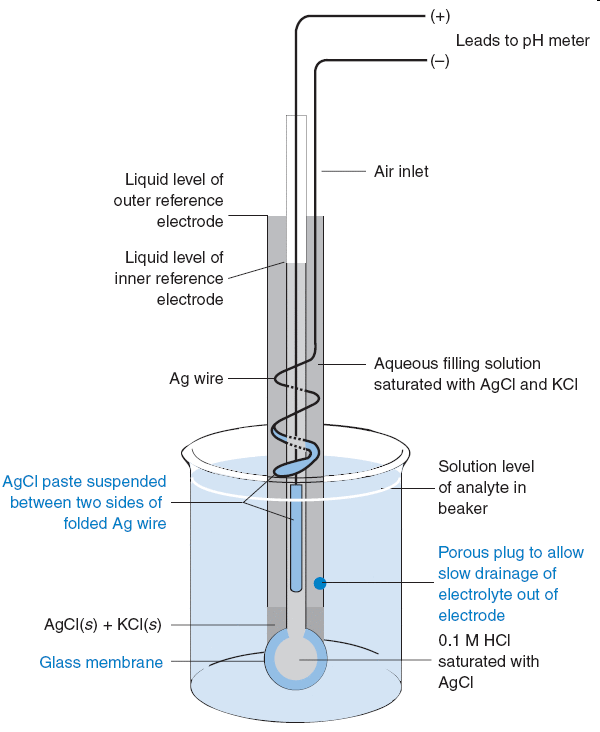 (+)
Leads to pH meter
(–)
Air inlet
Liquid level of
outer reference
electrode
Liquid level of
inner reference
electrode
Ag wire
Aqueous filling solution
saturated with AgCl and KCl
AgCl paste suspended
between two sides of
folded Ag wire
Solution level
of analyte in
beaker
Porous plug to allow
slow drainage of
electrolyte out of
electrode
AgCl(s) + KCl(s)
Glass membrane
0.1 M HCl
saturated with
AgCl